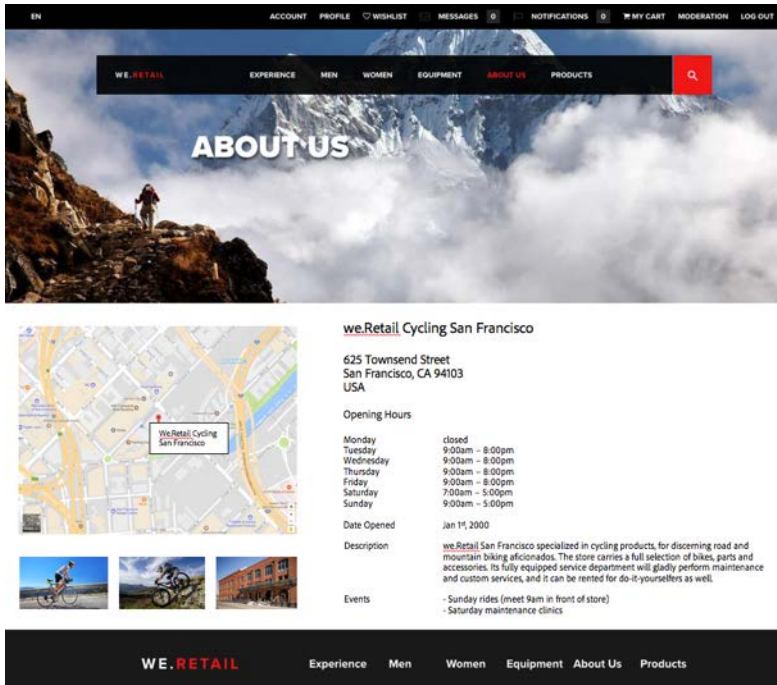 EN ACCOUNT PROFILE WISHLIST MESSAGES 0 NOTIFICATIONS 0 MY CART MODERATION LOG OUT
WE.RETAIL EXPERIENCE MEN WOMEN EQUIPMENT ABOUT US PRODUCTS
ABOUT US
We.Retail Cycling
San Francisco
we.Retail Cycling San Francisco
625 Townsend Street
San Francisco, CA 94103
USA
Opening Hours
Monday closed
Tuesday 9:00am – 8:00pm
Wednesday 9:00am – 8:00pm
Thursday 9:00am – 8:00pm
Friday 9:00am – 8:00pm
Saturday 7:00am – 5:00pm
Sunday 9:00am – 5:00pm
Date Opened Jan 1st, 2000
Description we.Retail San Francisco specialized in cycling products, for discerning road and
mountain biking aficionados. The store carries a full selection of bikes, parts and
accessories. Its fully equipped service department will gladly perform maintenance
and custom services, and it can be rented for do-it-yourselfers as well.
Events - Sunday rides (meet 9am in front of store)
- Saturday maintenance clinics
WE.RETAIL Experience Men Women Equipment About Us Products